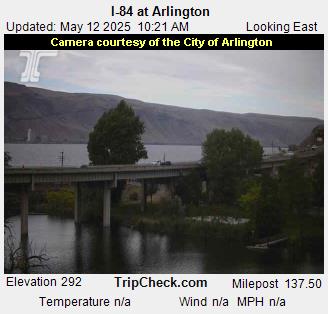 I-84 at Arlington
Updated: May 12 2025 10:21 AM Looking East
Camera courtesy of the City of Arlington
Elevation 292 TripCheck.com Milepost 137.50
Temperature n/a Wind n/a MPH n/a